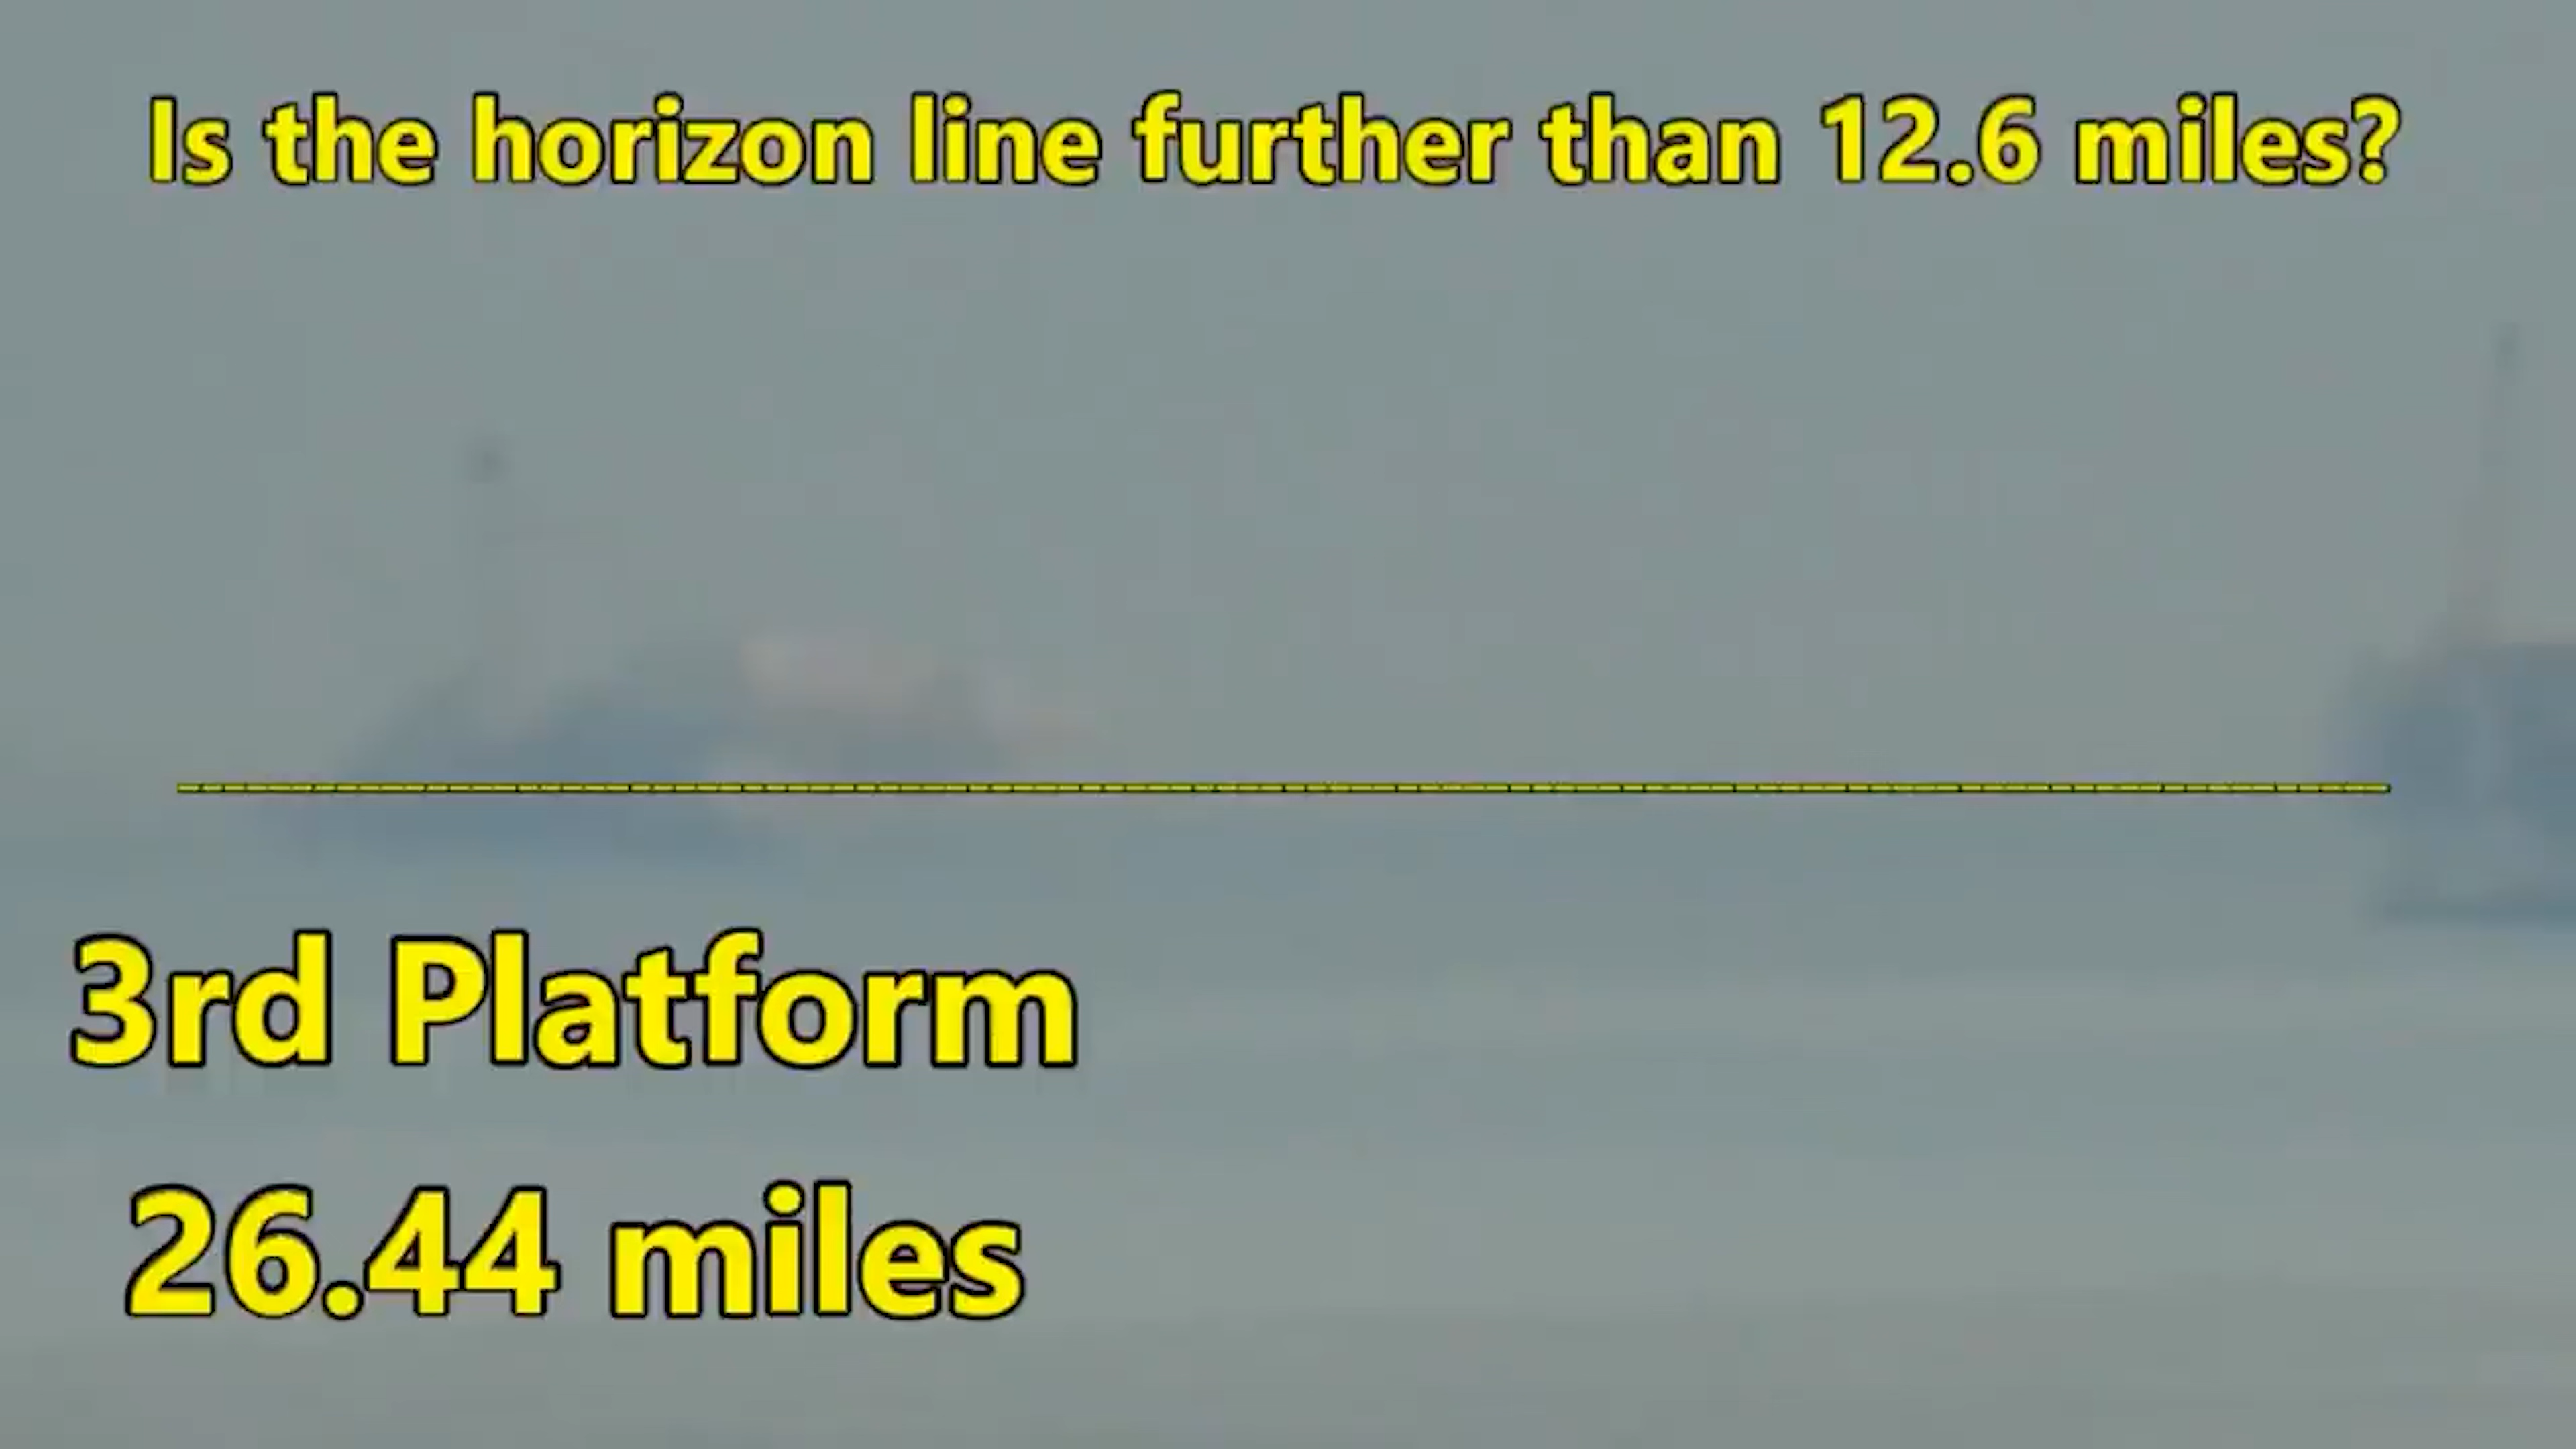 Is the horizon line further than 12.6 miles?
3rd Platform
26.44 miles